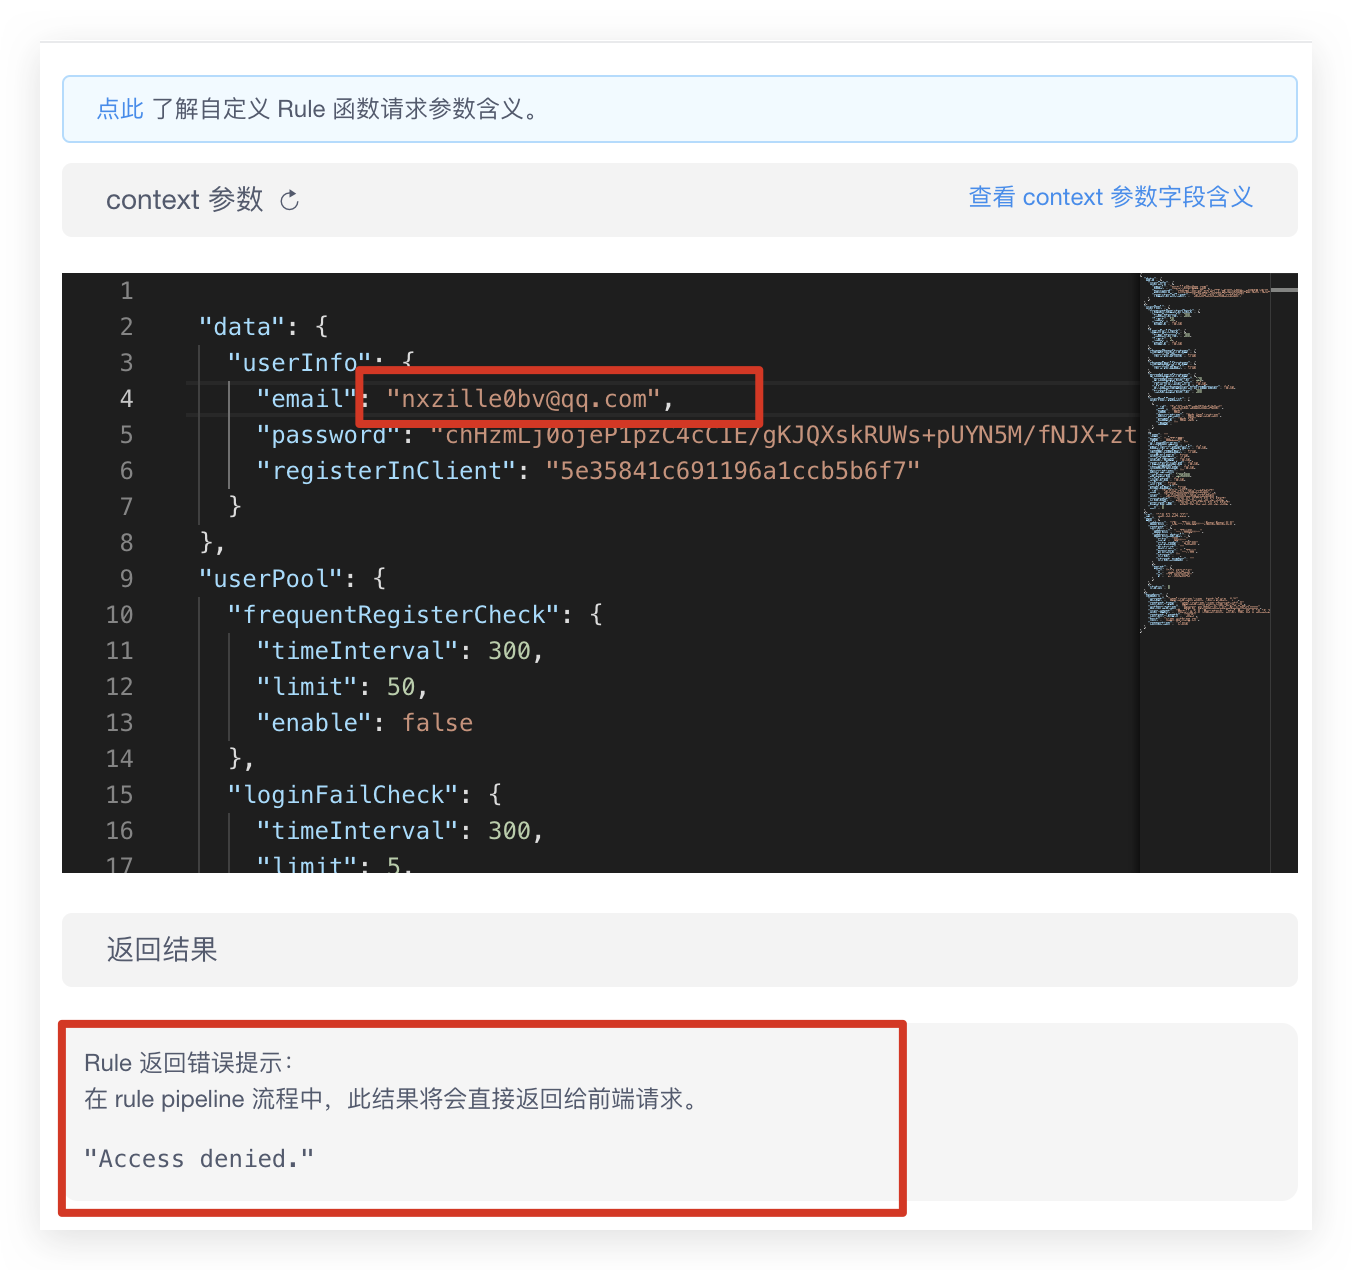 点此 了解自定义 Rule 函数请求参数含义。
context 参数
查看 context 参数字段含义
1
2 "data": {
3 "userInfo": {
4 "email": "nxzille0bv@qq.com",
5 "password": "chHzmLj0ojeP1pzC4cCIE/gKJQXskRUWs+pUYN5M/fNJX+zt
6 "registerInClient": "5e35841c691196a1ccb5b6f7"
7 }
8 },
9 "userPool": {
10 "frequentRegisterCheck": {
11 "timeInterval": 300,
12 "limit": 50,
13 "enable": false
14 },
15 "loginFailCheck": {
16 "timeInterval": 300,
17 "limit": 5,
返回结果
Rule 返回错误提示：
在 rule pipeline 流程中，此结果将会直接返回给前端请求。
"Access denied."